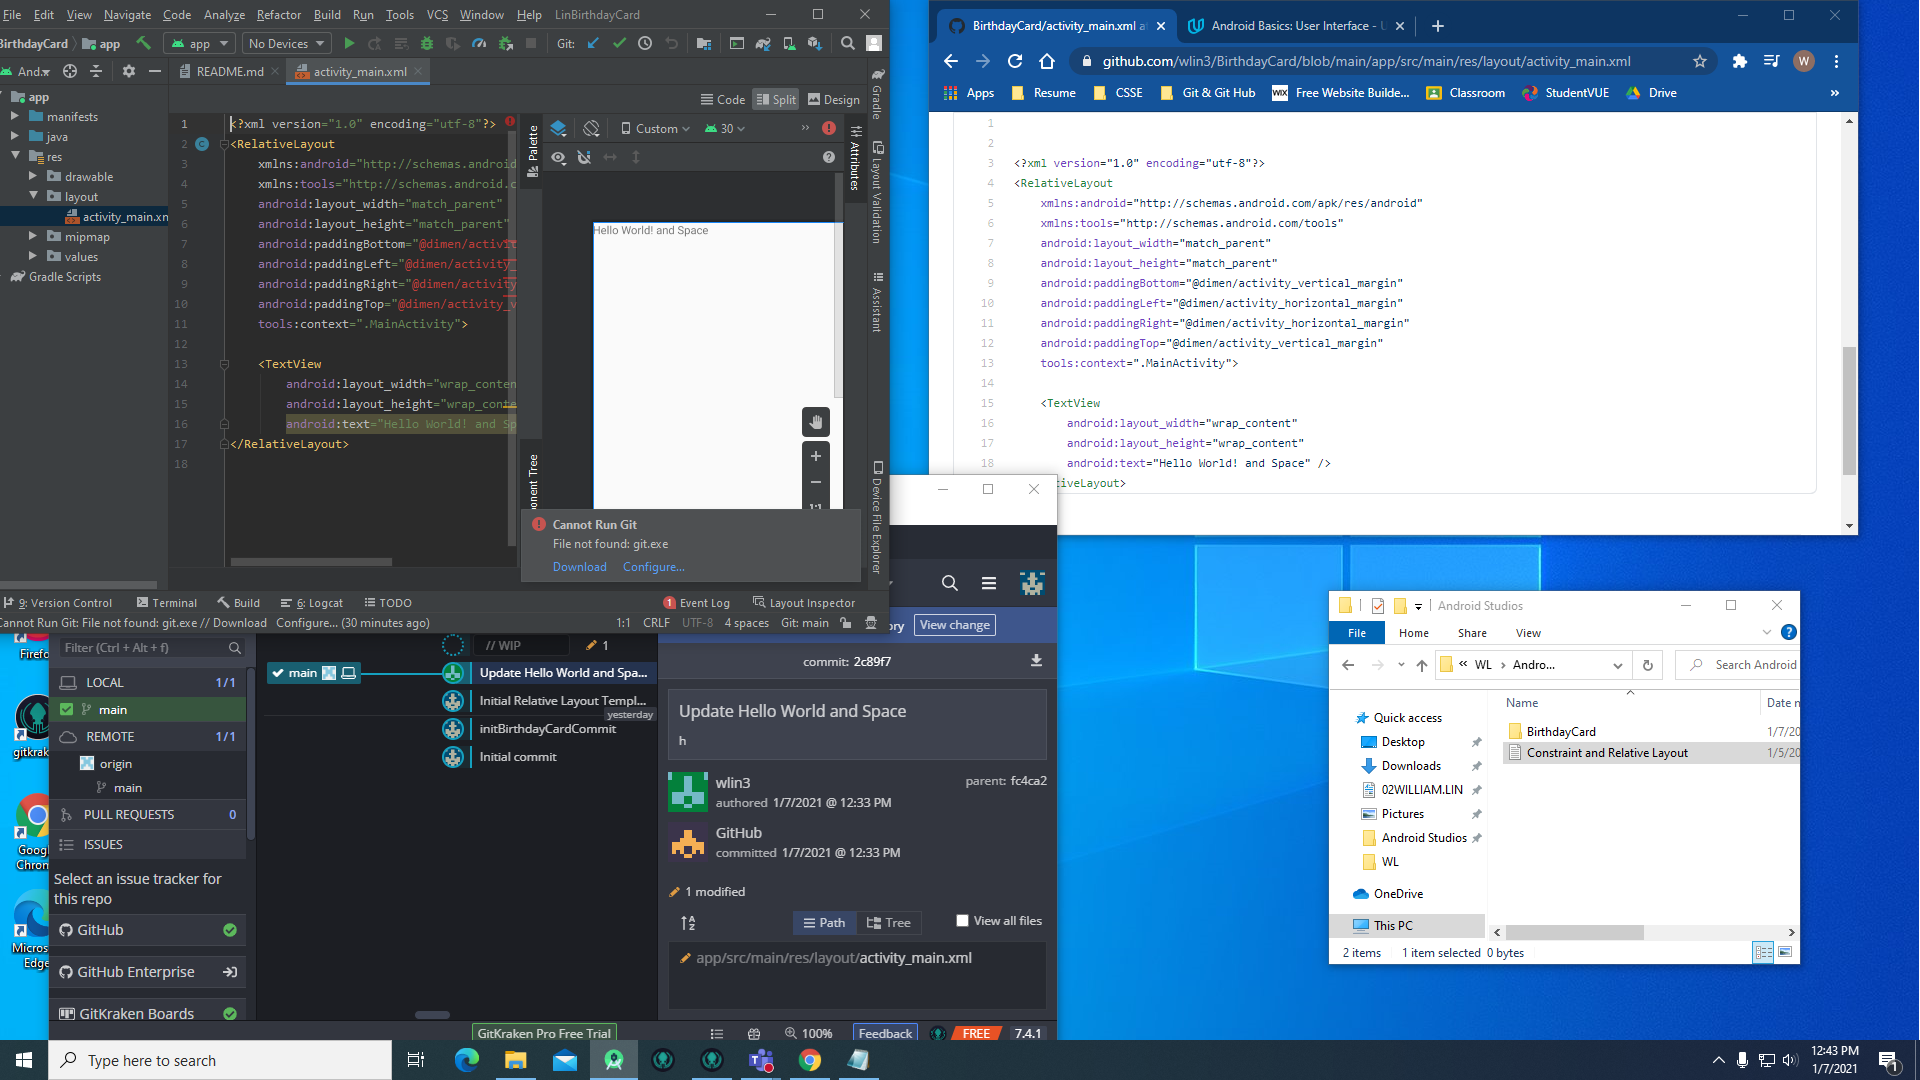 File Edit View Navigate Code Analyze Refactor Build Run Tools VCS Window Help LinBirthdayCard
BirthdayCard app app No Devices Git:
And... README.md activity_main.xml
Code Split Design
app
manifests
java
res
drawable
layout
activity_main.xn
mipmap
values
Gradle Scripts
1 <?xml version="1.0" encoding="utf-8"?>
2 <RelativeLayout
3 xmlns:android="http://schemas.android
4 xmlns:tools="http://schemas.android.c
5 android:layout_width="match_parent"
6 android:layout_height="match_parent"
7 android:paddingBottom="@dimen/activit
8 android:paddingLeft="@dimen/activity_
9 android:paddingRight="@dimen/activity
10 android:paddingTop="@dimen/activity_v
11 tools:context=".MainActivity">
12
13 <TextView
14 android:layout_width="wrap_conten
15 android:layout_height="wrap_conte
16 android:text="Hello World! and Sp
17 </RelativeLayout>
18
Palette
Component Tree
Custom 30
Hello World! and Space
1:1
Attributes
Gradle
Layout Validation
Assistant
Device File Explorer
Cannot Run Git
File not found: git.exe
Download Configure...
9: Version Control Terminal Build 6: Logcat TODO 1 Event Log Layout Inspector
Cannot Run Git: File not found: git.exe // Download Configure... (30 minutes ago) 1:1 CRLF UTF-8 4 spaces Git: main
BirthdayCard/activity_main.xml a Android Basics: User Interface - U
github.com/wlin3/BirthdayCard/blob/main/app/src/main/res/layout/activity_main.xml W
Apps Resume CSSE Git & Git Hub WIX Free Website Builde... Classroom StudentVUE Drive »
1
2
3 <?xml version="1.0" encoding="utf-8"?>
4 <RelativeLayout
5 xmlns:android="http://schemas.android.com/apk/res/android"
6 xmlns:tools="http://schemas.android.com/tools"
7 android:layout_width="match_parent"
8 android:layout_height="match_parent"
9 android:paddingBottom="@dimen/activity_vertical_margin"
10 android:paddingLeft="@dimen/activity_horizontal_margin"
11 android:paddingRight="@dimen/activity_horizontal_margin"
12 android:paddingTop="@dimen/activity_vertical_margin"
13 tools:context=".MainActivity">
14
15 <TextView
16 android:layout_width="wrap_content"
17 android:layout_height="wrap_content"
18 android:text="Hello World! and Space" />
tiveLayout>
Firefo
gitkrak
Googl
Chron
Micros
Edge
Filter (Ctrl + Alt + f)
LOCAL 1/1
main
REMOTE 1/1
origin
main
PULL REQUESTS 0
ISSUES
Select an issue tracker for
this repo
GitHub
GitHub Enterprise
GitKraken Boards
// WIP 1
main Update Hello World and Spa...
Initial Relative Layout Templ...
yesterday
initBirthdayCardCommit
Initial commit
ory View change
commit: 2c89f7
Update Hello World and Space
h
wlin3 parent: fc4ca2
authored 1/7/2021 @ 12:33 PM
GitHub
committed 1/7/2021 @ 12:33 PM
1 modified
Path Tree View all files
app/src/main/res/layout/activity_main.xml
GitKraken Pro Free Trial 100% Feedback FREE 7.4.1
Android Studios
File Home Share View
« WL › Andro... Search Android
Name Date n
Quick access
Desktop
Downloads
02WILLIAM.LIN
Pictures
Android Studios
WL
OneDrive
This PC
BirthdayCard 1/7/20
Constraint and Relative Layout 1/5/20
2 items 1 item selected 0 bytes
Type here to search
12:43 PM
1/7/2021
1